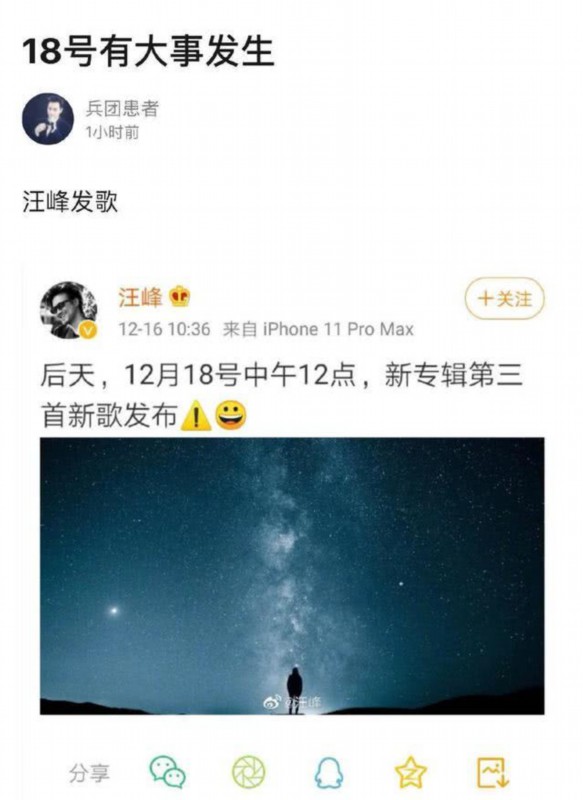 18号有大事发生
兵团患者
1小时前
汪峰发歌
汪峰
+关注
12-16 10:36 来自 iPhone 11 Pro Max
后天，12月18号中午12点，新专辑第三
首新歌发布⚠️😀
@汪峰
分享